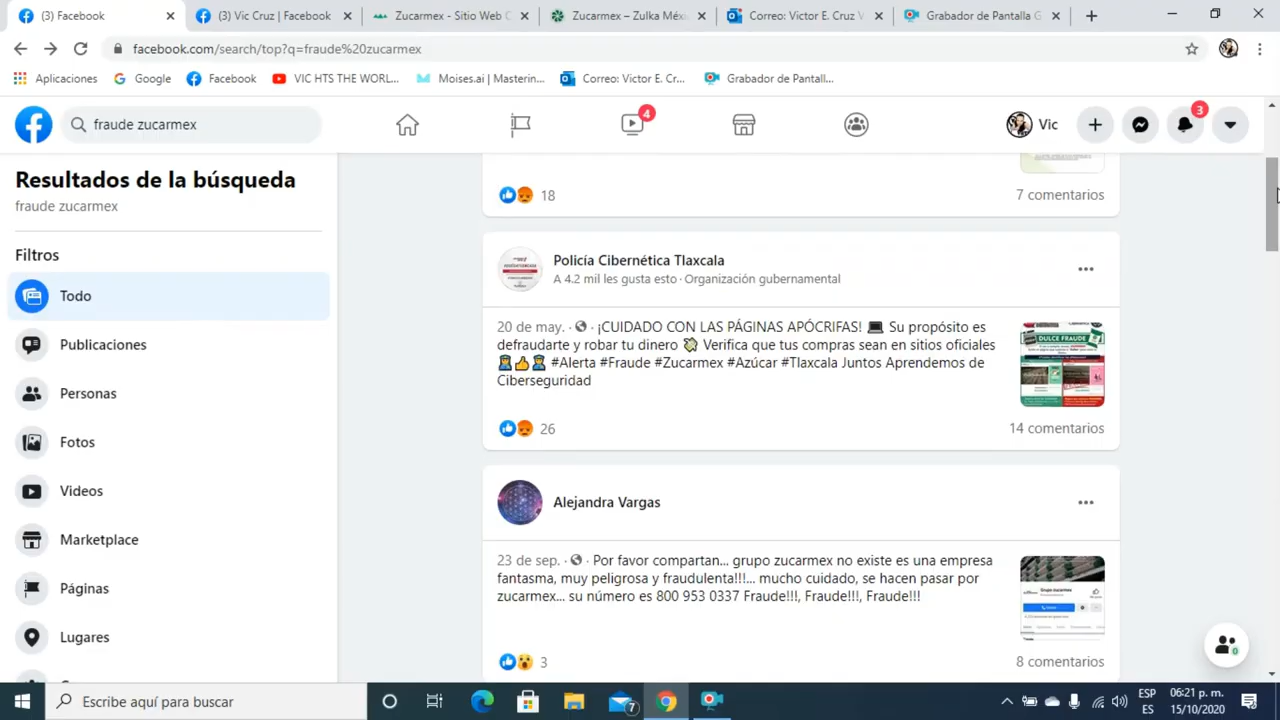 (3) Facebook
(3) Vic Cruz | Facebook
Zucarmex - Sitio Web C
Zucarmex – Zulka Méxi
Correo: Victor E. Cruz V
Grabador de Pantalla G
facebook.com/search/top?q=fraude%20zucarmex
Aplicaciones
Google
Facebook
VIC HTS THE WORL...
Moises.ai | Masterin...
Correo: Victor E. Cr...
Grabador de Pantall...
fraude zucarmex
4
Vic
3
Resultados de la búsqueda
fraude zucarmex
Filtros
Todo
Publicaciones
Personas
Fotos
Videos
Marketplace
Páginas
Lugares
18
7 comentarios
Policía Cibernética Tlaxcala
A 4.2 mil les gusta esto · Organización gubernamental
20 de may. · ¡CUIDADO CON LAS PÁGINAS APÓCRIFAS! 💻 Su propósito es
defraudarte y robar tu dinero 💸 Verifica que tus compras sean en sitios oficiales
⌛👍⌛ #Alerta #Fraude #Zucarmex #Azúcar #Tlaxcala Juntos Aprendemos de
Ciberseguridad
DULCE FRAUDE
26
14 comentarios
Alejandra Vargas
23 de sep. · Por favor compartan... grupo zucarmex no existe es una empresa
fantasma, muy peligrosa y fraudulenta!!!... mucho cuidado, se hacen pasar por
zucarmex... su número es 800 953 0337 Fraude!!!, Fraude!!!, Fraude!!!
Grupo zucarmex
3
8 comentarios
0
Escribe aquí para buscar
7
ESP
ES
06:21 p. m.
15/10/2020